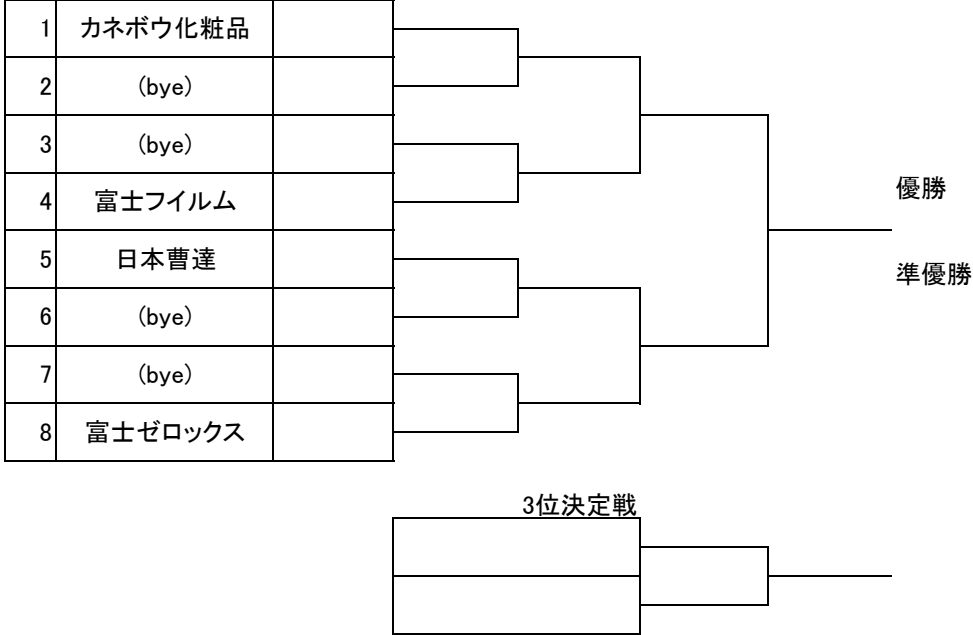 1 カネボウ化粧品
2 (bye)
3 (bye)
4 富士フイルム
5 日本曹達
6 (bye)
7 (bye)
8 富士ゼロックス
優勝
準優勝
3位決定戦